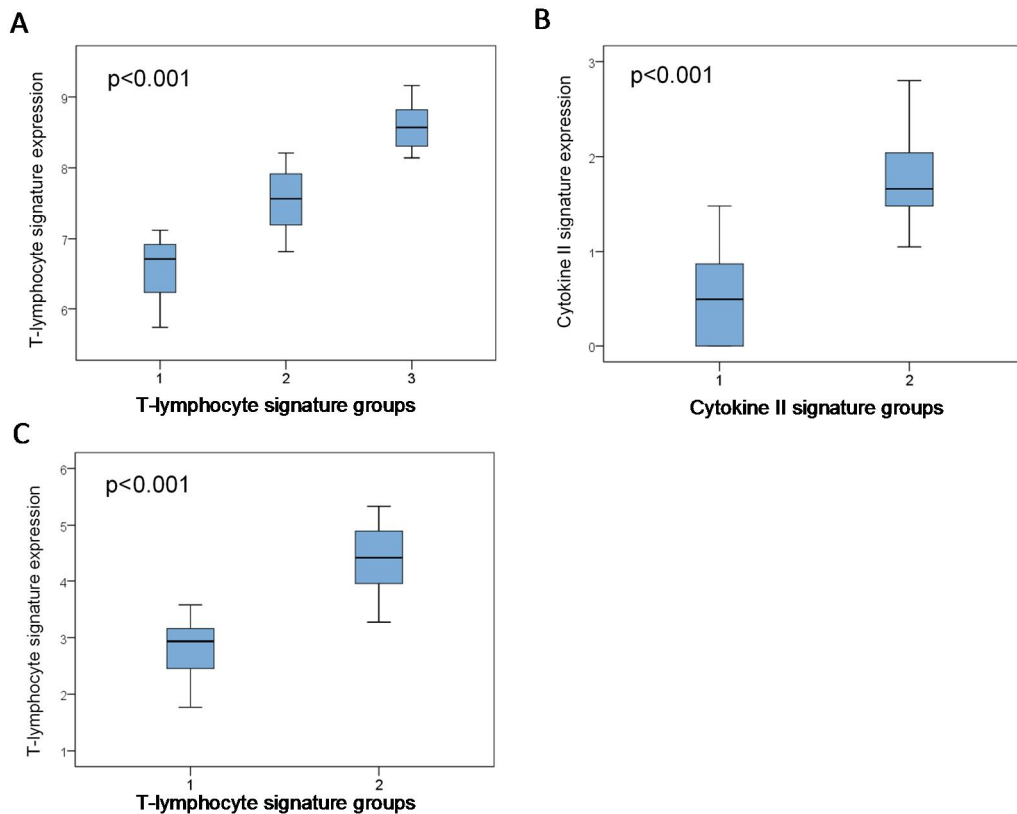 A
p<0.001
T-lymphocyte signature expression
9
8
7
6
1 2 3
T-lymphocyte signature groups
B
p<0.001
Cytokine II signature expression
3
2
1
0
1 2
Cytokine II signature groups
C
p<0.001
T-lymphocyte signature expression
6
5
4
3
2
1
1 2
T-lymphocyte signature groups